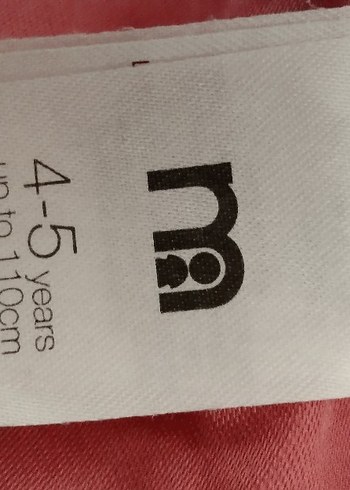 m
4-5 years
up to 110cm